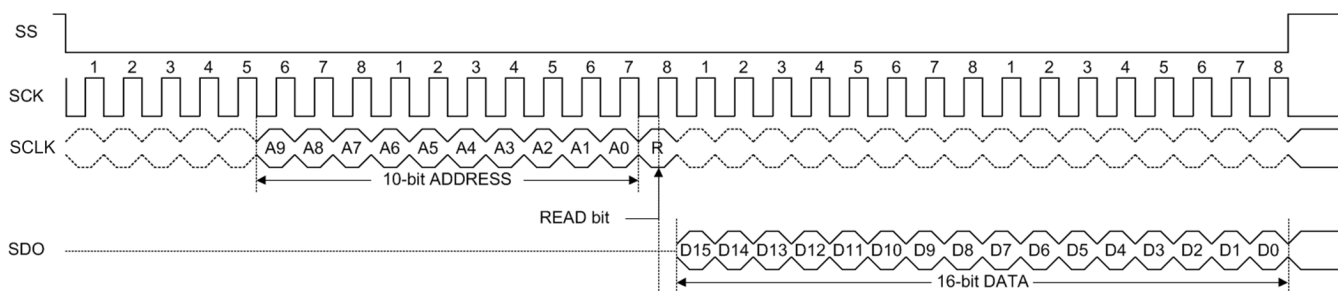 SS
1 2 3 4 5 6 7 8 1 2 3 4 5 6 7 8 1 2 3 4 5 6 7 8 1 2 3 4 5 6 7 8
SCK
SCLK A9 A8 A7 A6 A5 A4 A3 A2 A1 A0 R
10-bit ADDRESS
READ bit
SDO D15 D14 D13 D12 D11 D10 D9 D8 D7 D6 D5 D4 D3 D2 D1 D0
16-bit DATA